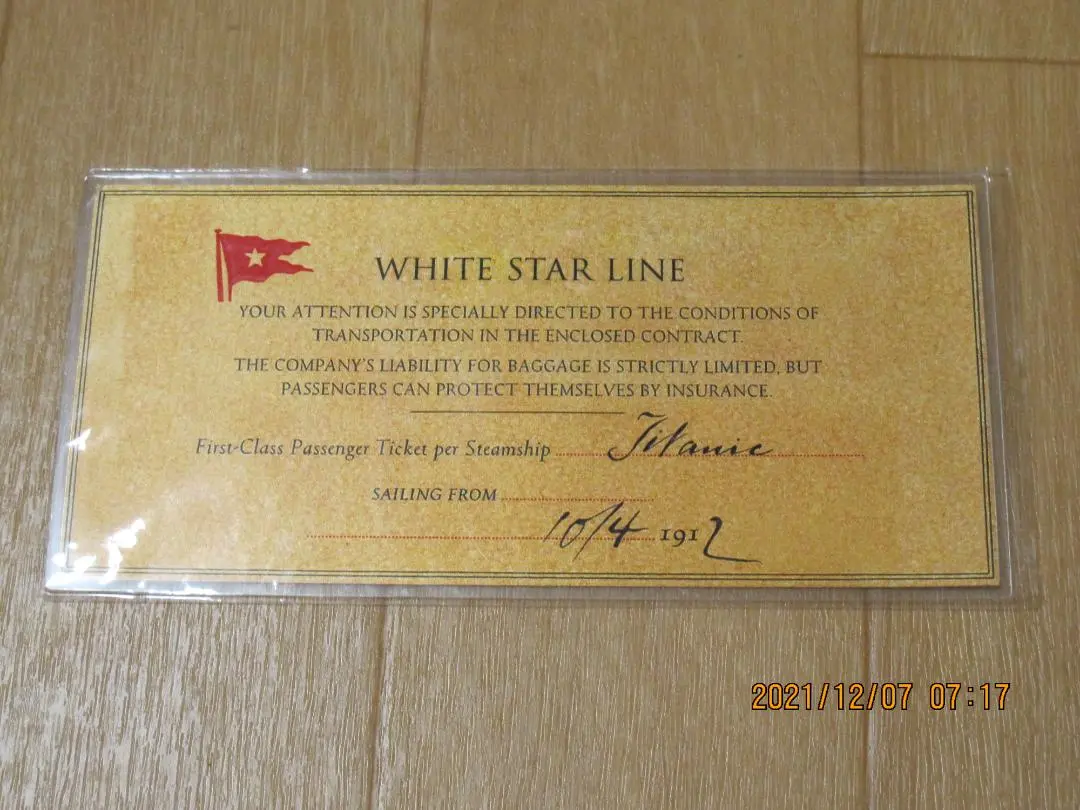 WHITE STAR LINE
YOUR ATTENTION IS SPECIALLY DIRECTED TO THE CONDITIONS OF
TRANSPORTATION IN THE ENCLOSED CONTRACT.
THE COMPANY'S LIABILITY FOR BAGGAGE IS STRICTLY LIMITED, BUT
PASSENGERS CAN PROTECT THEMSELVES BY INSURANCE.
First-Class Passenger Ticket per Steamship Titanic
SAILING FROM
10/4 1912
2021/12/07 07:17